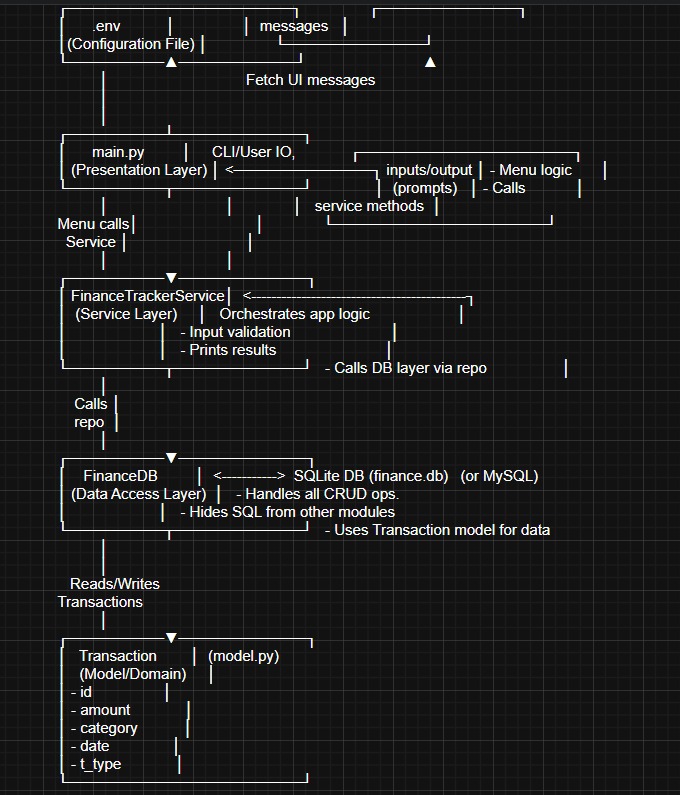 .env messages
(Configuration File)
Fetch UI messages
main.py CLI/User IO,
(Presentation Layer) inputs/output - Menu logic
(prompts) - Calls
service methods
Menu calls
Service
FinanceTrackerService
(Service Layer) Orchestrates app logic
- Input validation
- Prints results
- Calls DB layer via repo
Calls
repo
FinanceDB <-----------> SQLite DB (finance.db) (or MySQL)
(Data Access Layer) - Handles all CRUD ops.
- Hides SQL from other modules
- Uses Transaction model for data
Reads/Writes
Transactions
Transaction (model.py)
(Model/Domain)
- id
- amount
- category
- date
- t_type